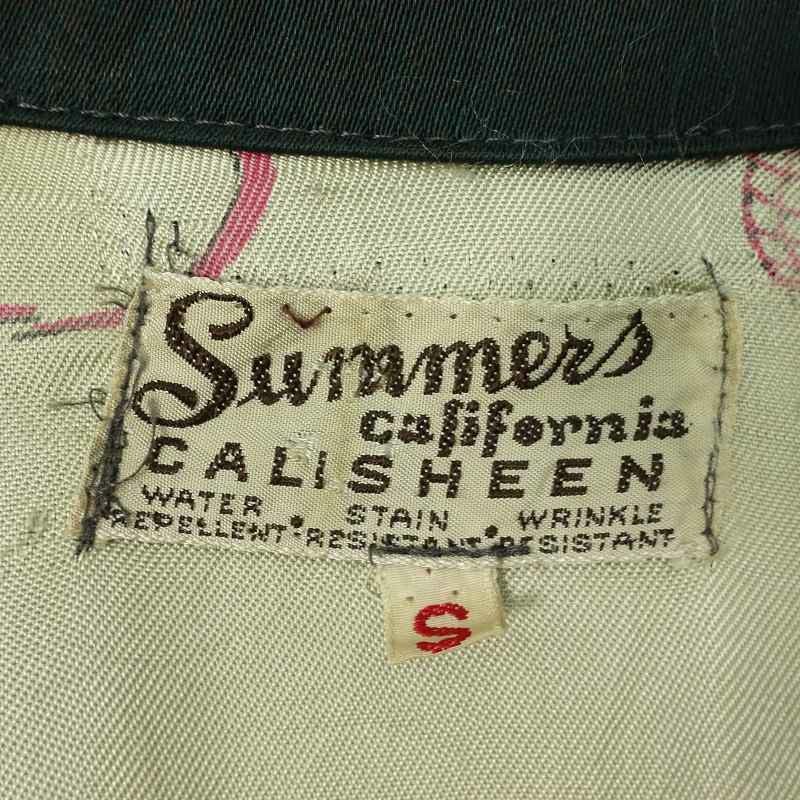 Summers
california
CALISHEEN
WATER STAIN WRINKLE
REPELLENT·RESISTANT·RESISTANT
S